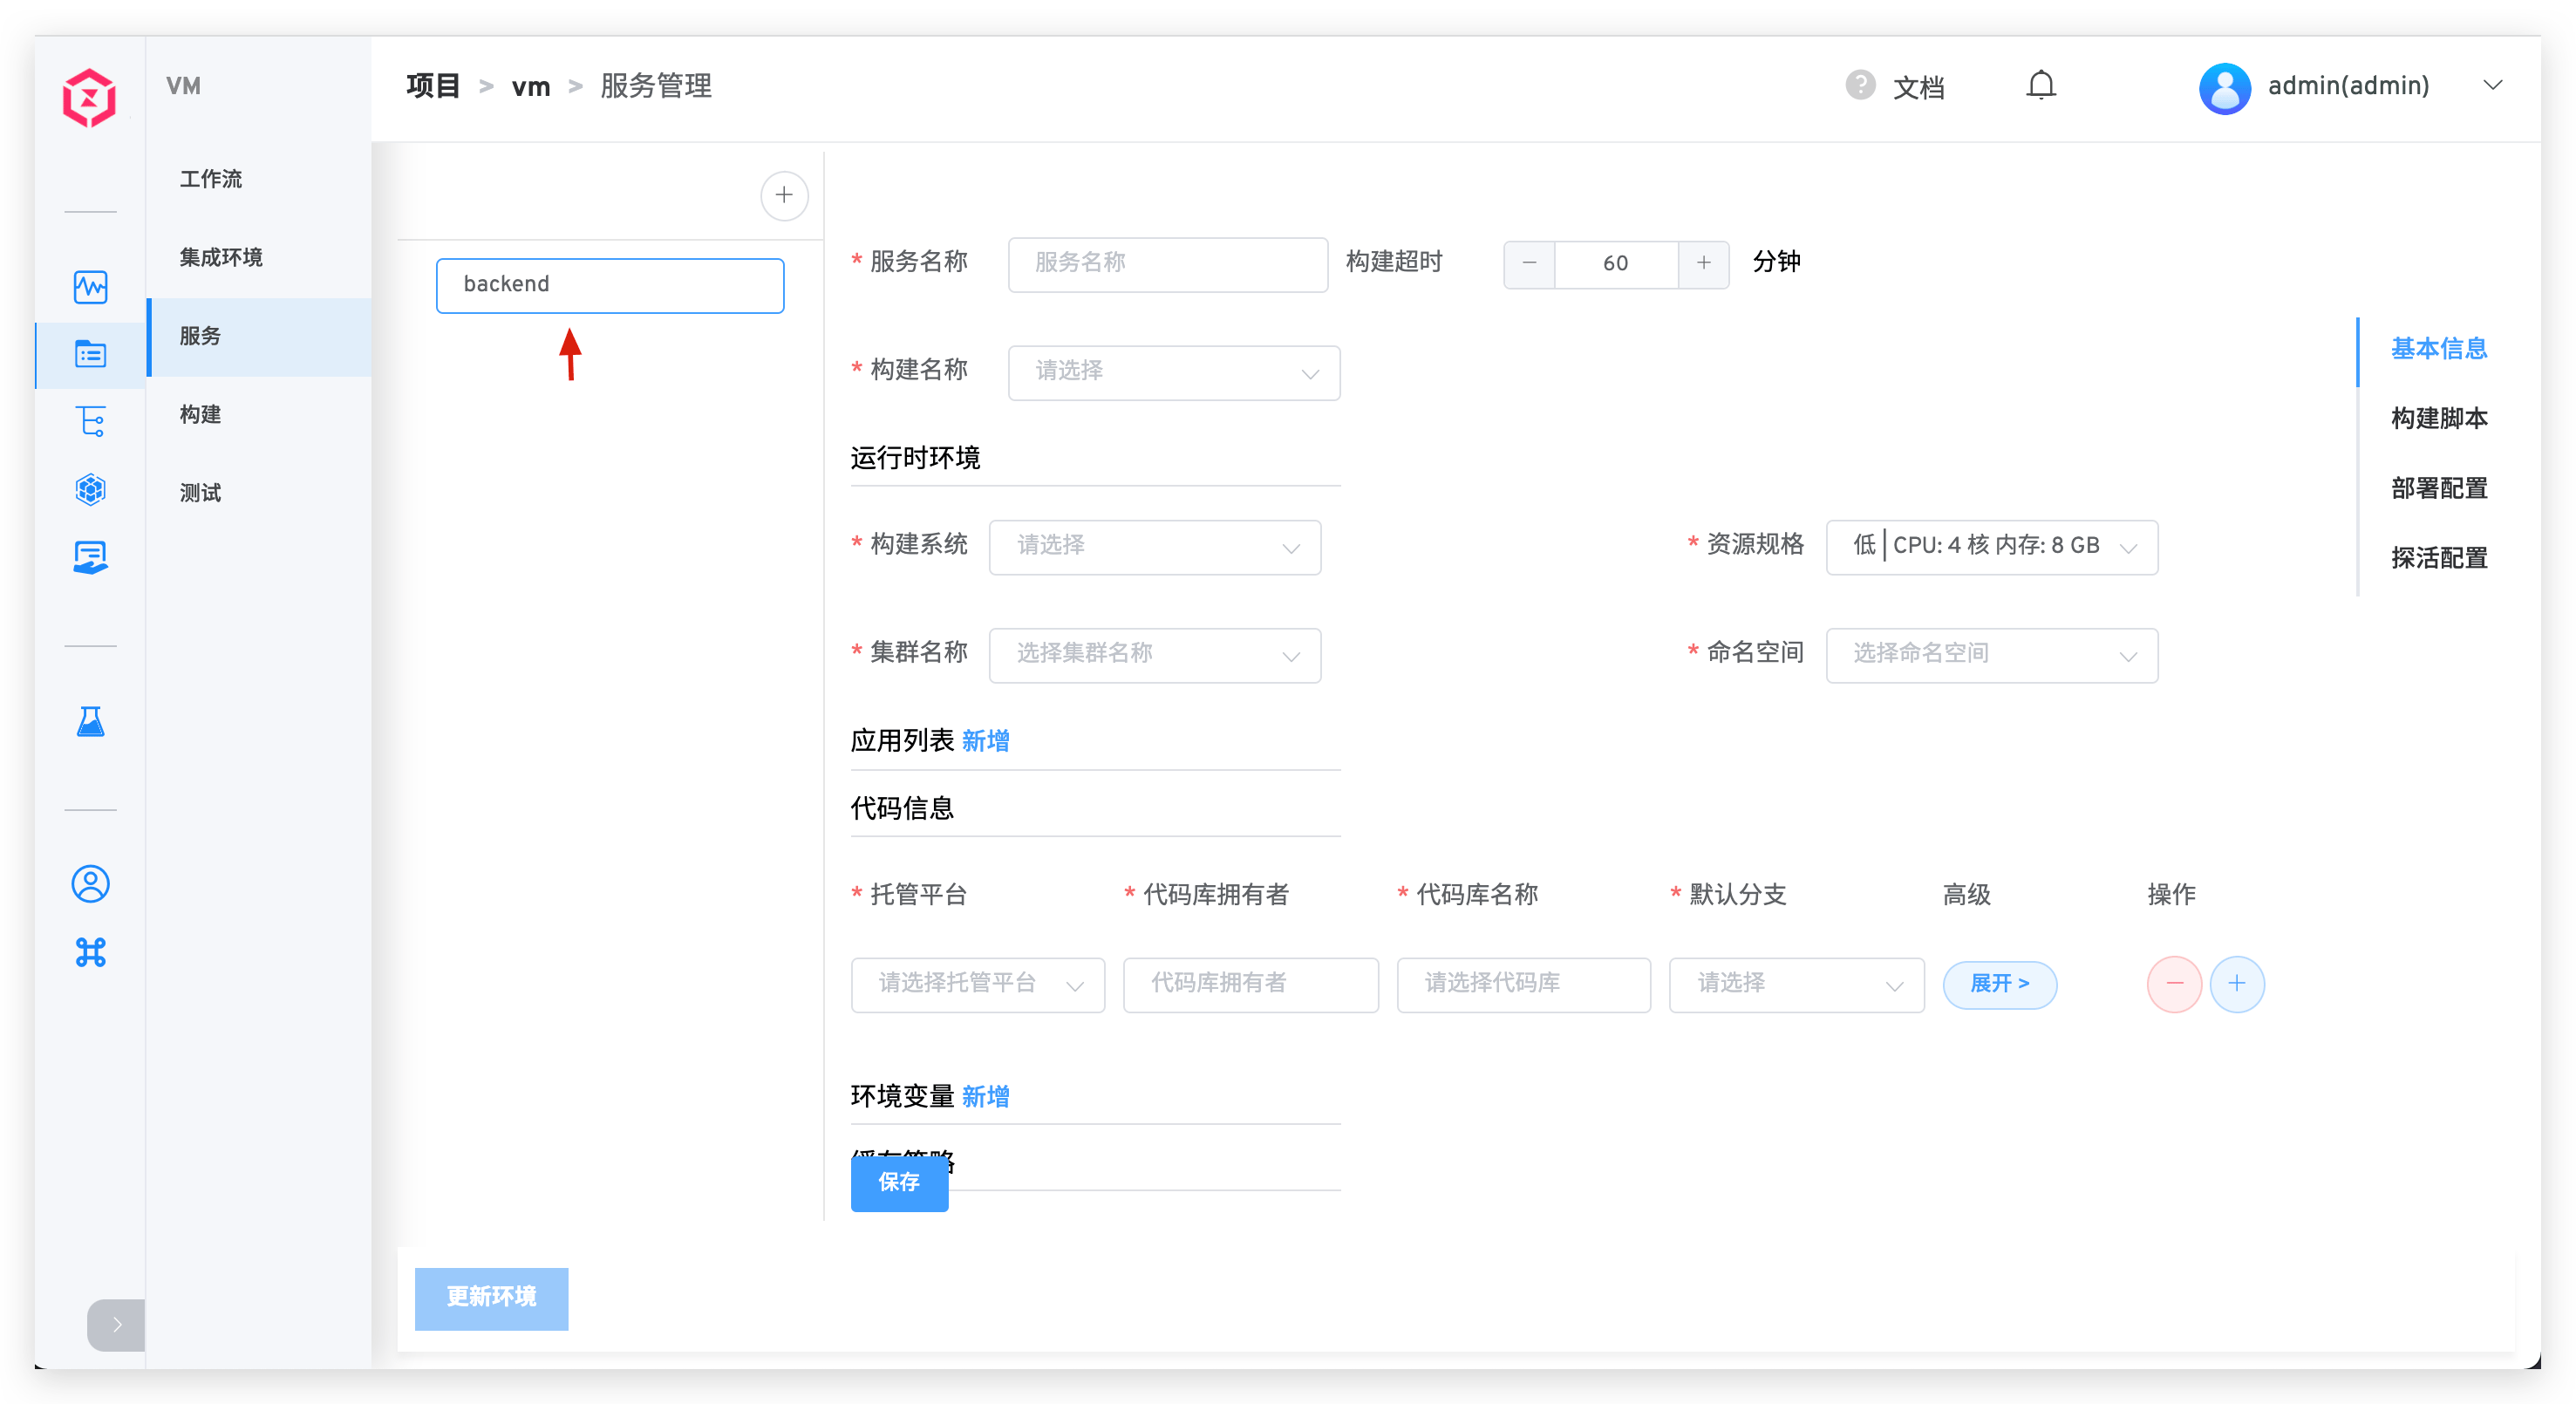 VM
项目 > vm > 服务管理
? 文档
admin(admin)
工作流
集成环境
服务
构建
测试
backend
* 服务名称 服务名称 构建超时 − 60 + 分钟
* 构建名称 请选择
运行时环境
* 构建系统 请选择 * 资源规格 低 | CPU: 4 核 内存: 8 GB
* 集群名称 选择集群名称 * 命名空间 选择命名空间
应用列表 新增
代码信息
* 托管平台 * 代码库拥有者 * 代码库名称 * 默认分支 高级 操作
请选择托管平台 代码库拥有者 请选择代码库 请选择 展开 >
环境变量 新增
缓存策略
保存
更新环境
基本信息
构建脚本
部署配置
探活配置